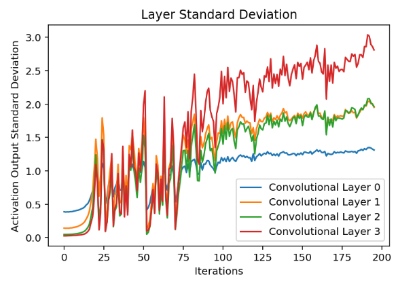 Layer Standard Deviation
Activation Output Standard Deviation
3.0
2.5
2.0
1.5
1.0
0.5
0.0
Convolutional Layer 0
Convolutional Layer 1
Convolutional Layer 2
Convolutional Layer 3
0
25
50
75
100
125
150
175
200
Iterations